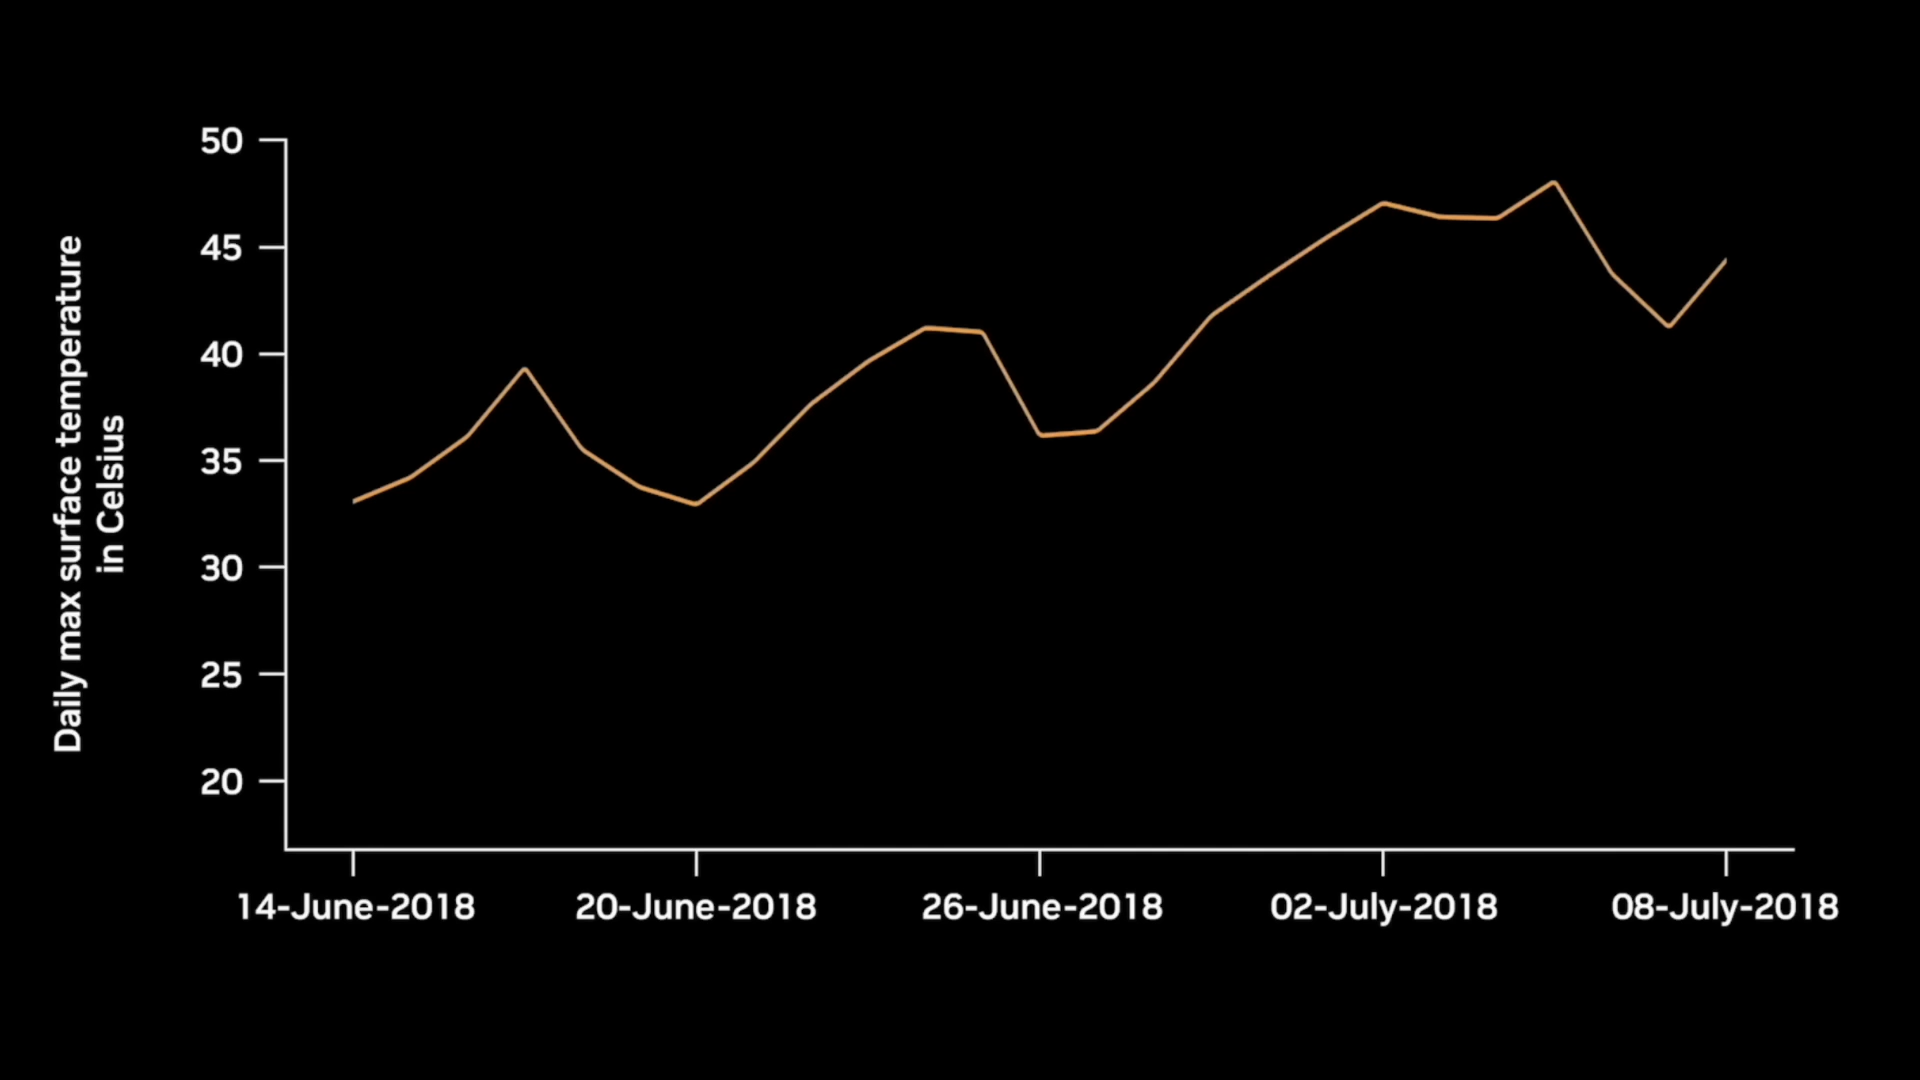 Daily max surface temperature
in Celsius
50
45
40
35
30
25
20
14-June-2018 20-June-2018 26-June-2018 02-July-2018 08-July-2018